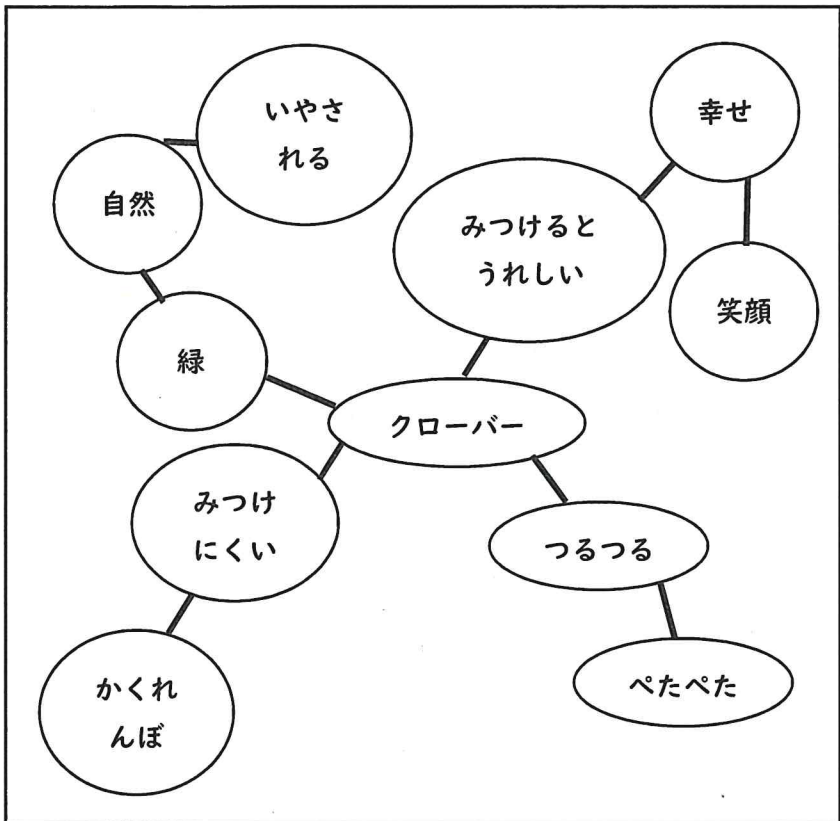 いやさ
れる
幸せ
自然
みつけると
うれしい
笑顔
緑
クローバー
みつけ
にくい
つるつる
かくれ
んぼ
ぺたぺた